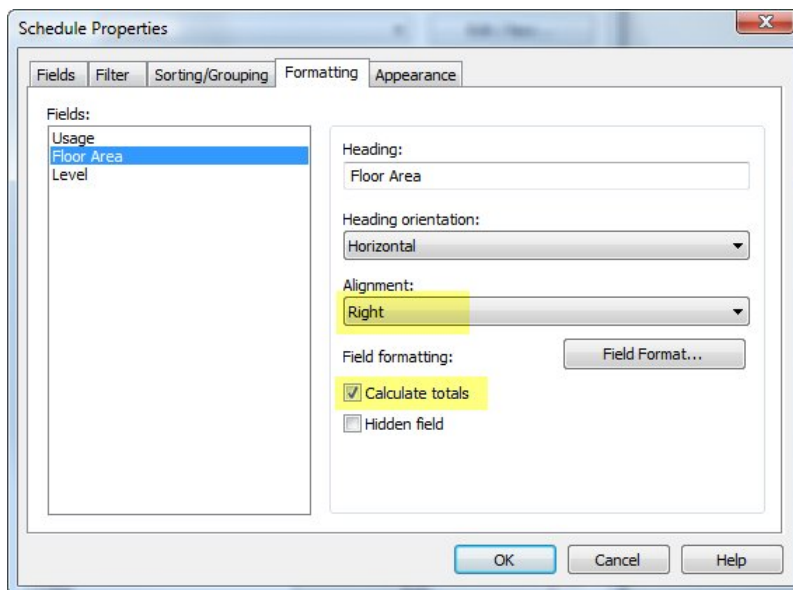 Schedule Properties
Fields Filter Sorting/Grouping Formatting Appearance
Fields:
Usage
Floor Area
Level
Heading:
Floor Area
Heading orientation:
Horizontal
Alignment:
Right
Field formatting:
Field Format...
Calculate totals
Hidden field
OK Cancel Help